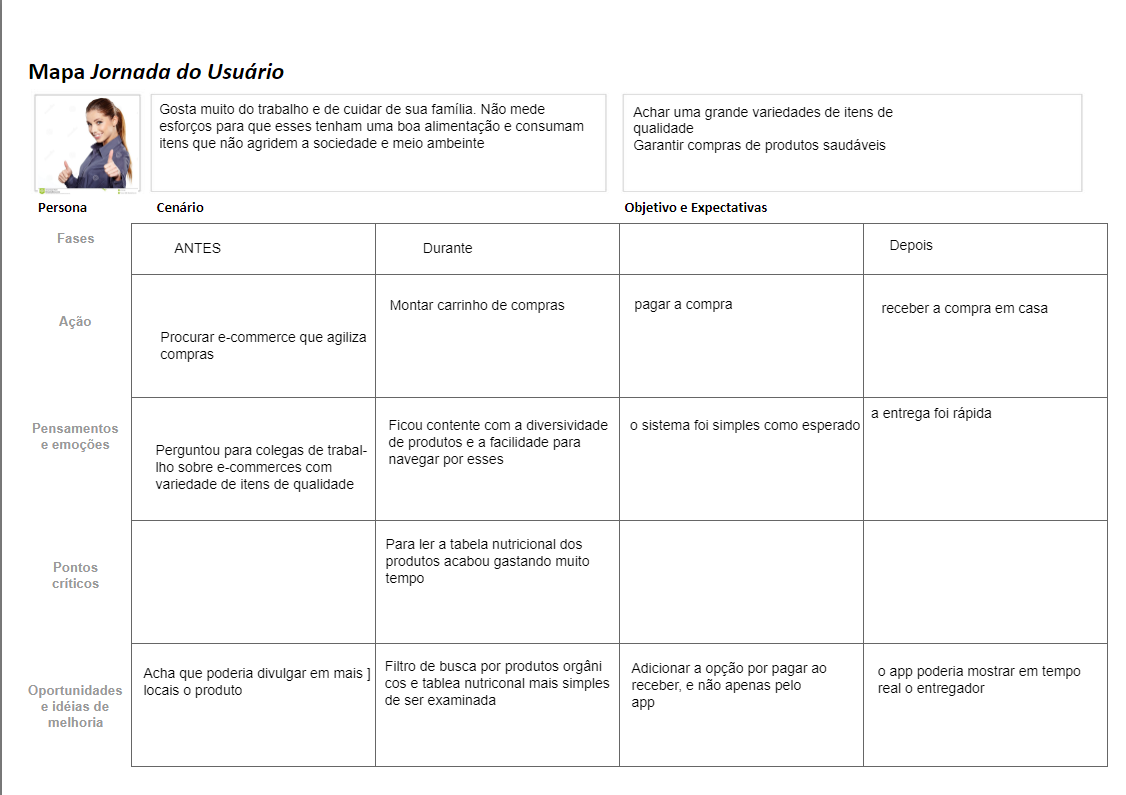 Mapa Jornada do Usuário
Gosta muito do trabalho e de cuidar de sua família. Não mede
esforços para que esses tenham uma boa alimentação e consumam
itens que não agridem a sociedade e meio ambeinte
Achar uma grande variedades de itens de
qualidade
Garantir compras de produtos saudáveis
Persona
Cenário
Objetivo e Expectativas
Fases
ANTES
Durante
Depois
Ação
Procurar e-commerce que agiliza
compras
Montar carrinho de compras
pagar a compra
receber a compra em casa
Pensamentos
e emoções
Perguntou para colegas de trabal-
lho sobre e-commerces com
variedade de itens de qualidade
Ficou contente com a diversividade
de produtos e a facilidade para
navegar por esses
o sistema foi simples como esperado
a entrega foi rápida
Pontos
críticos
Para ler a tabela nutricional dos
produtos acabou gastando muito
tempo
Oportunidades
e idéias de
melhoria
Acha que poderia divulgar em mais ]
locais o produto
Filtro de busca por produtos orgâni
cos e tablea nutriconal mais simples
de ser examinada
Adicionar a opção por pagar ao
receber, e não apenas pelo
app
o app poderia mostrar em tempo
real o entregador